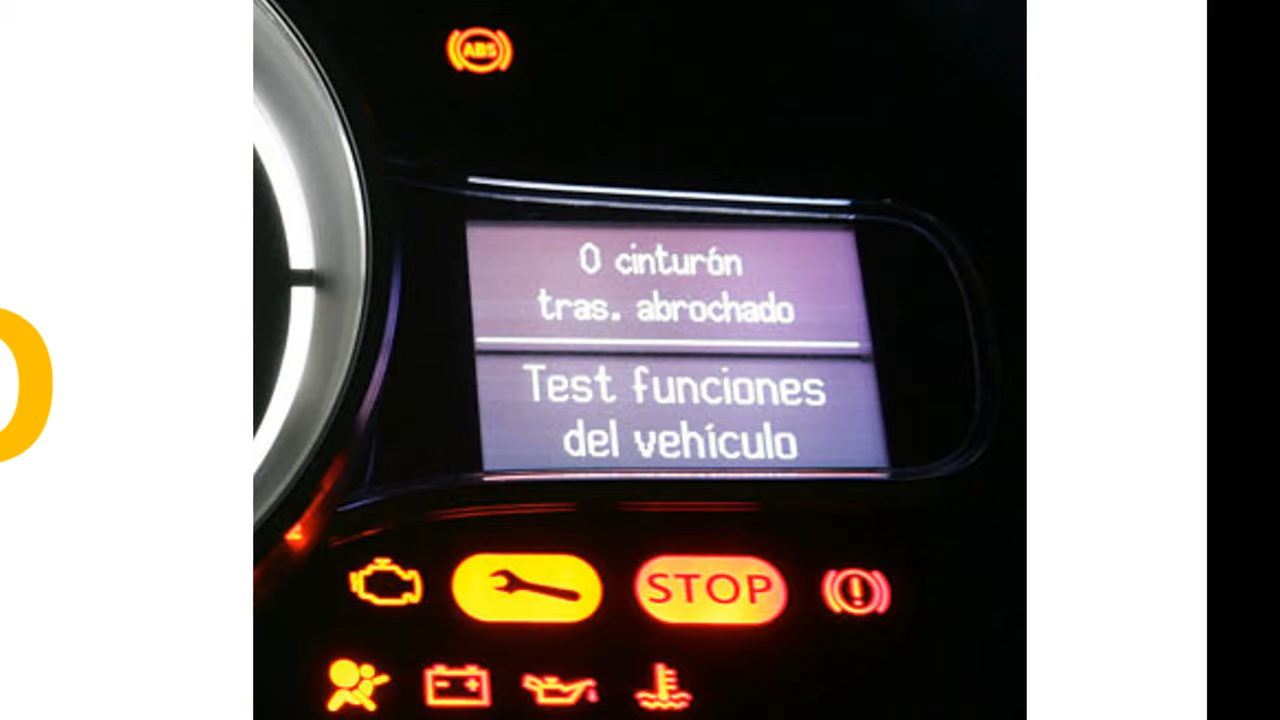 ABS
0 cinturón
tras. abrochado
Test funciones
del vehículo
STOP